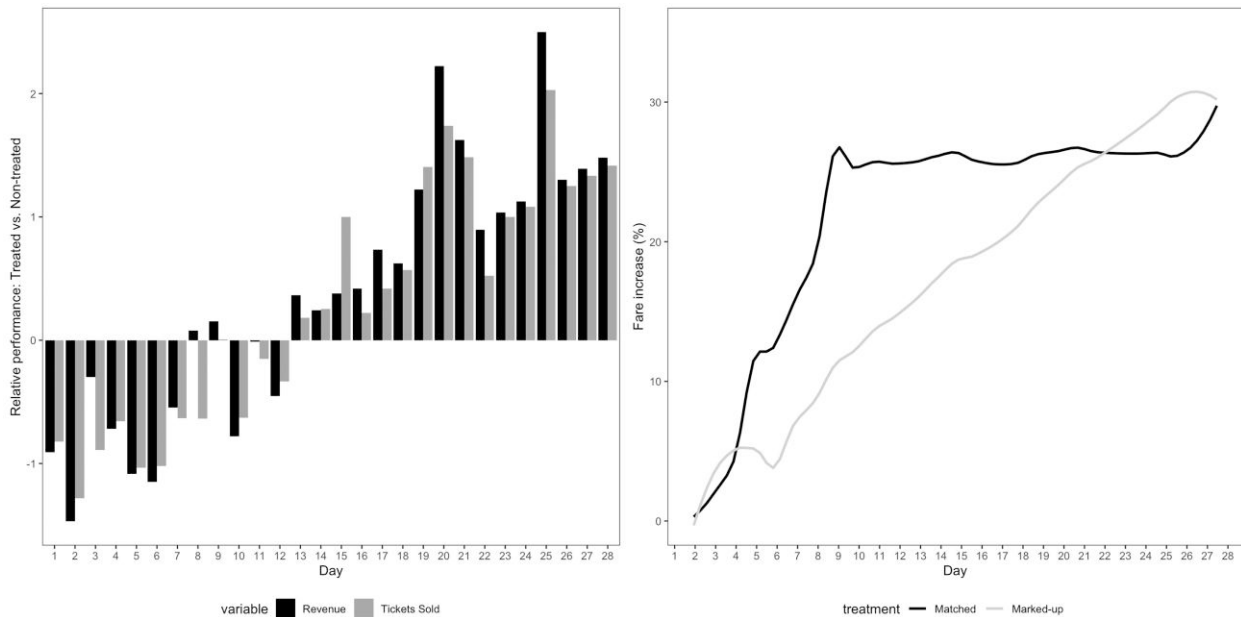 Relative performance: Treated vs. Non-treated
2
1
0
-1
1 2 3 4 5 6 7 8 9 10 11 12 13 14 15 16 17 18 19 20 21 22 23 24 25 26 27 28
Day
variable Revenue Tickets Sold
Fare increase (%)
30
20
10
0
1 2 3 4 5 6 7 8 9 10 11 12 13 14 15 16 17 18 19 20 21 22 23 24 25 26 27 28
Day
treatment Matched Marked-up